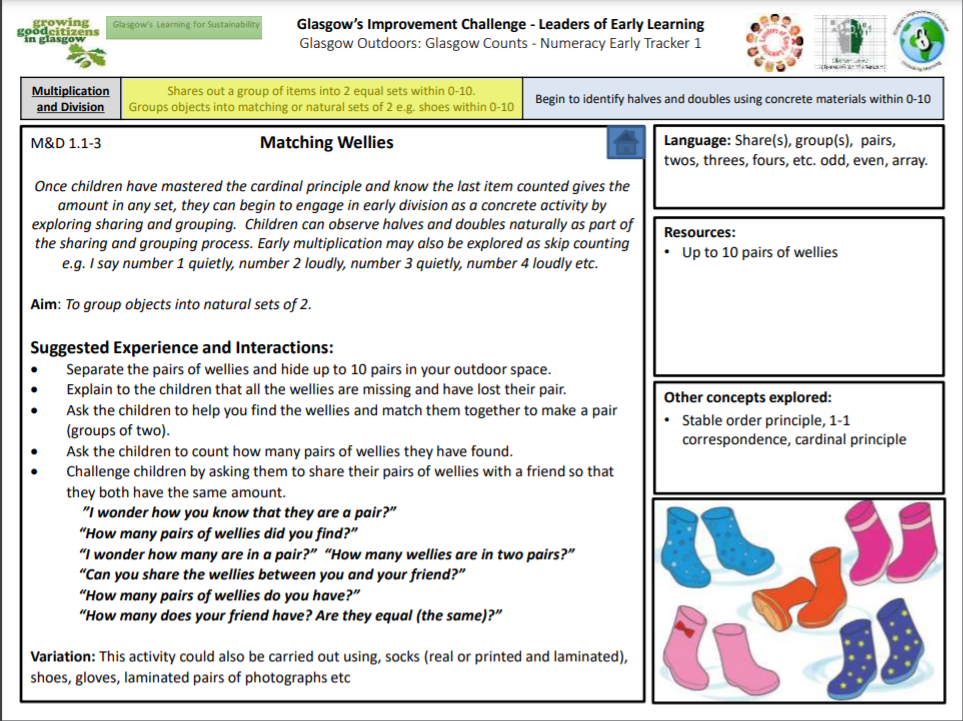 growing
goodcitizens
in glasgow
Glasgow's Learning for Sustainability
Glasgow’s Improvement Challenge - Leaders of Early Learning
Glasgow Outdoors: Glasgow Counts - Numeracy Early Tracker 1
Multiplication
and Division
Shares out a group of items into 2 equal sets within 0-10.
Groups objects into matching or natural sets of 2 e.g. shoes within 0-10
Begin to identify halves and doubles using concrete materials within 0-10
M&D 1.1-3
Matching Wellies
Once children have mastered the cardinal principle and know the last item counted gives the
amount in any set, they can begin to engage in early division as a concrete activity by
exploring sharing and grouping. Children can observe halves and doubles naturally as part of
the sharing and grouping process. Early multiplication may also be explored as skip counting
e.g. I say number 1 quietly, number 2 loudly, number 3 quietly, number 4 loudly etc.
Aim: To group objects into natural sets of 2.
Suggested Experience and Interactions:
• Separate the pairs of wellies and hide up to 10 pairs in your outdoor space.
• Explain to the children that all the wellies are missing and have lost their pair.
• Ask the children to help you find the wellies and match them together to make a pair
(groups of two).
• Ask the children to count how many pairs of wellies they have found.
• Challenge children by asking them to share their pairs of wellies with a friend so that
they both have the same amount.
”I wonder how you know that they are a pair?”
“How many pairs of wellies did you find?”
“I wonder how many are in a pair?” “How many wellies are in two pairs?”
“Can you share the wellies between you and your friend?”
“How many pairs of wellies do you have?”
“How many does your friend have? Are they equal (the same)?”
Variation: This activity could also be carried out using, socks (real or printed and laminated),
shoes, gloves, laminated pairs of photographs etc
Language: Share(s), group(s), pairs,
twos, threes, fours, etc. odd, even, array.
Resources:
• Up to 10 pairs of wellies
Other concepts explored:
• Stable order principle, 1-1
correspondence, cardinal principle